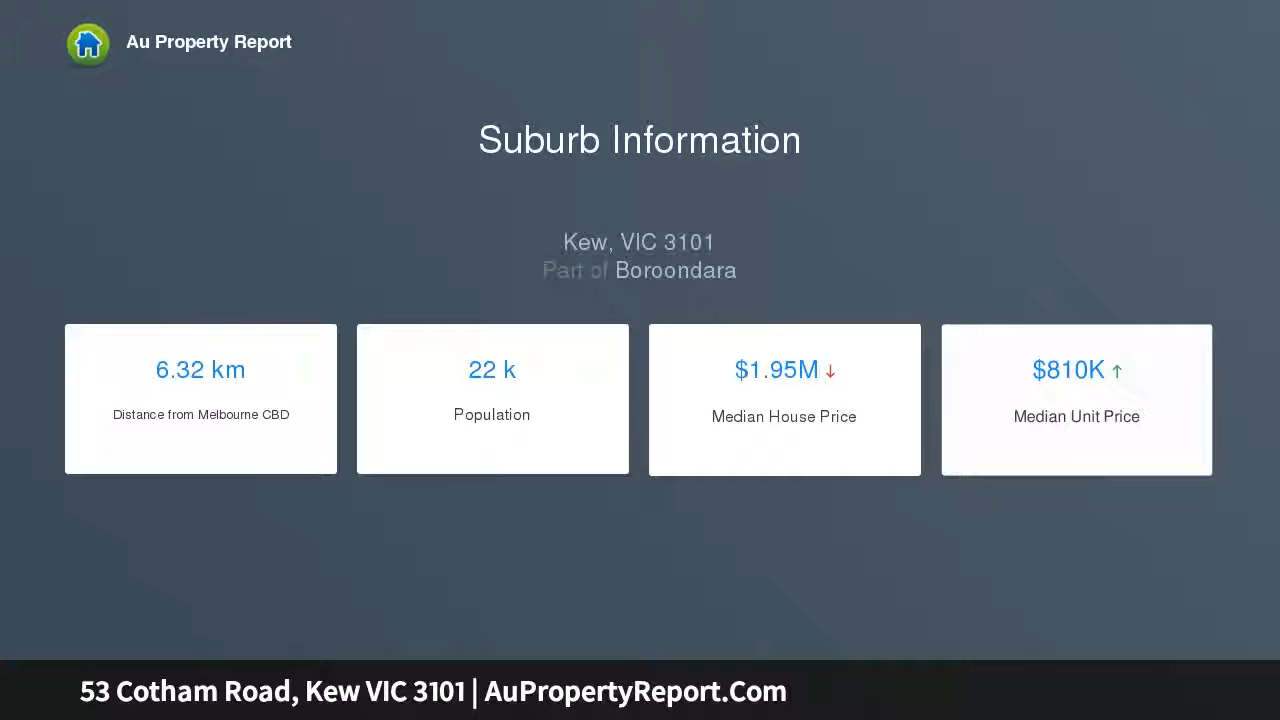 Au Property Report
Suburb Information
Kew, VIC 3101
Part of Boroondara
6.32 km
Distance from Melbourne CBD
22 k
Population
$1.95M ↓
Median House Price
$810K ↑
Median Unit Price
53 Cotham Road, Kew VIC 3101 | AuPropertyReport.Com